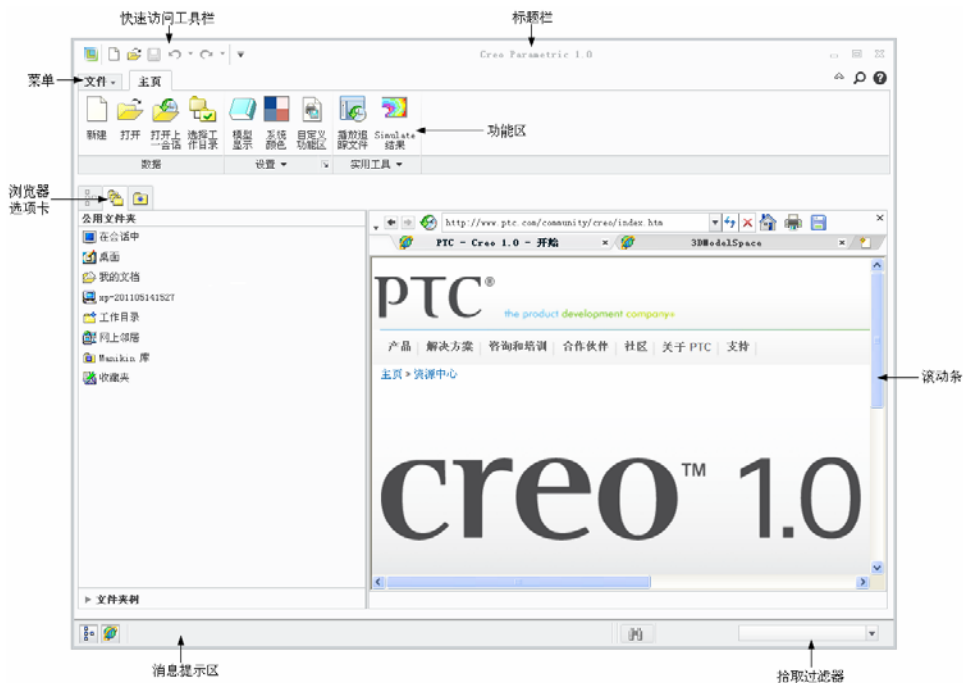 快速访问工具栏
标题栏
Creo Parametric 1.0
菜单
文件
主页
新建
打开
打开上一会话
选择工作目录
模型显示
系统颜色
自定义功能区
播放追踪文件
Simulate 结果
功能区
数据
设置
实用工具
浏览器选项卡
公用文件夹
在会话中
桌面
我的文档
xp-201105141527
工作目录
网上邻居
Manikin 库
收藏夹
http://www.ptc.com/community/creo/index.htm
PTC - Creo 1.0 - 开始
3DModelSpace
PTC®
the product development company®
产品
解决方案
咨询和培训
合作伙伴
社区
关于 PTC
支持
主页 > 资源中心
滚动条
creo™ 1.0
文件夹树
消息提示区
拾取过滤器